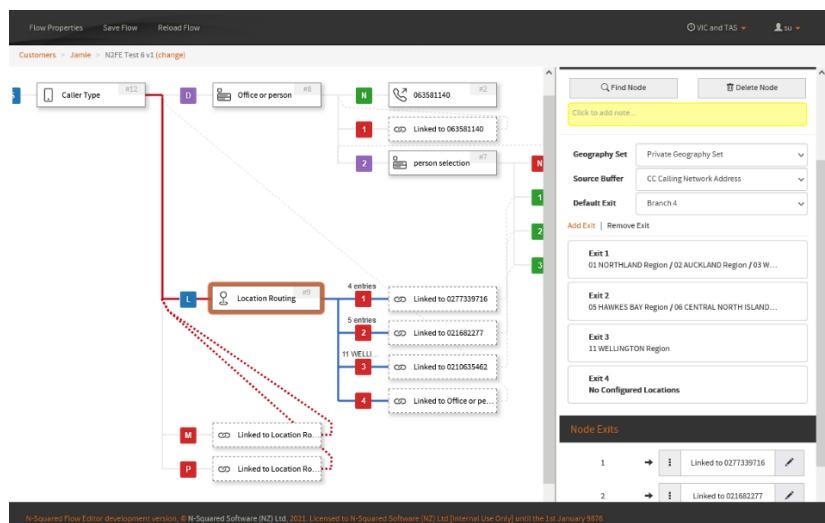 Flow Properties Save Flow Reload Flow VIC and TAS su
Customers > Jamie > N2FE Test 6 v1 (change)
Caller Type #12
D Office or person #8
N 063581140 #2
1 Linked to 063581140
2 person selection #7
N
1
2
3
L Location Routing #9
4 entries
1 Linked to 0277339716
5 entries
2 Linked to 021682277
11 WELLI...
3 Linked to 0210635462
4 Linked to Office or pe...
M Linked to Location Ro...
P Linked to Location Ro...
Find Node Delete Node
Click to add note...
Geography Set Private Geography Set
Source Buffer CC Calling Network Address
Default Exit Branch 4
Add Exit | Remove Exit
Exit 1
01 NORTHLAND Region / 02 AUCKLAND Region / 03 W...
Exit 2
05 HAWKES BAY Region / 06 CENTRAL NORTH ISLAND...
Exit 3
11 WELLINGTON Region
Exit 4
No Configured Locations
Node Exits
1 Linked to 0277339716
2 Linked to 021682277
N-Squared Flow Editor development version, © N-Squared Software (NZ) Ltd, 2021. Licensed to N-Squared Software (NZ) Ltd [Internal Use Only] until the 1st January 9876.